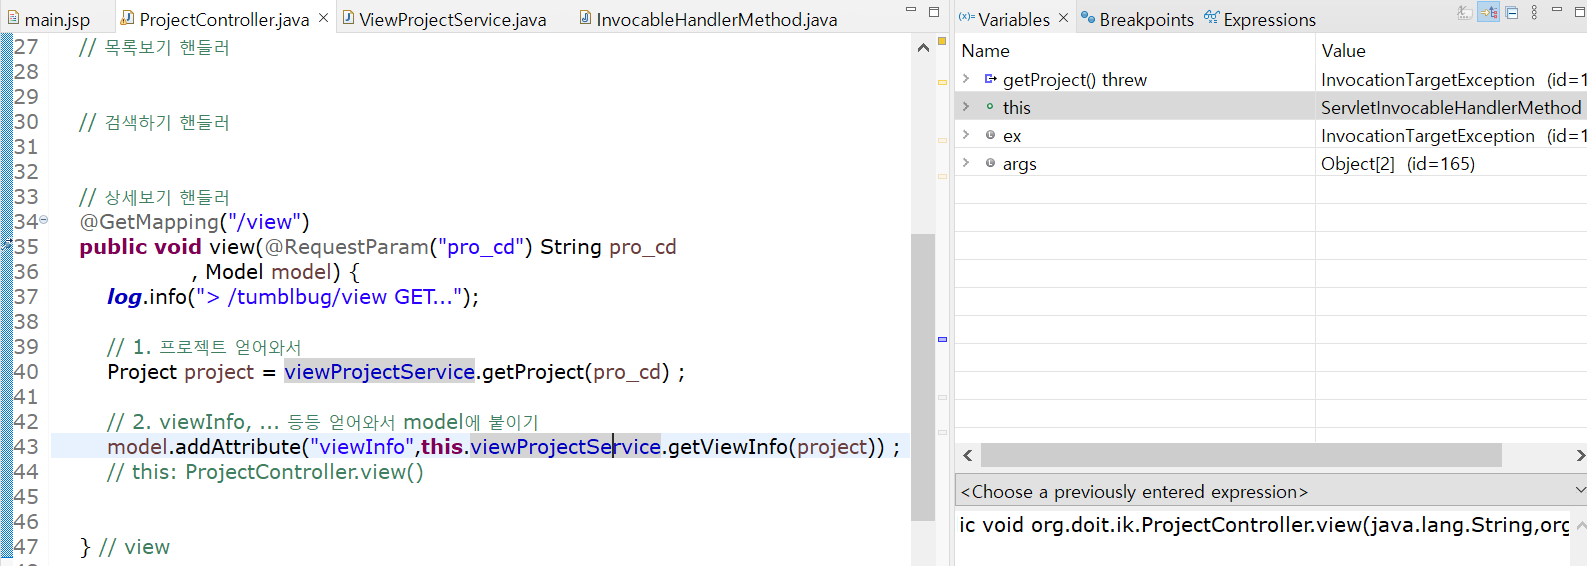 main.jsp ProjectController.java ViewProjectService.java InvocableHandlerMethod.java
27 // 목록보기 핸들러
28
29
30 // 검색하기 핸들러
31
32
33 // 상세보기 핸들러
34 @GetMapping("/view")
35 public void view(@RequestParam("pro_cd") String pro_cd
36 , Model model) {
37 log.info("> /tumblbug/view GET...");
38
39 // 1. 프로젝트 얻어와서
40 Project project = viewProjectService.getProject(pro_cd) ;
41
42 // 2. viewInfo, ... 등등 얻어와서 model에 붙이기
43 model.addAttribute("viewInfo",this.viewProjectService.getViewInfo(project)) ;
44 // this: ProjectController.view()
45
46
47 } // view
(x)= Variables Breakpoints Expressions
Name Value
getProject() threw InvocationTargetException (id=1
this ServletInvocableHandlerMethod
ex InvocationTargetException (id=1
args Object[2] (id=165)
<Choose a previously entered expression>
ic void org.doit.ik.ProjectController.view(java.lang.String,org